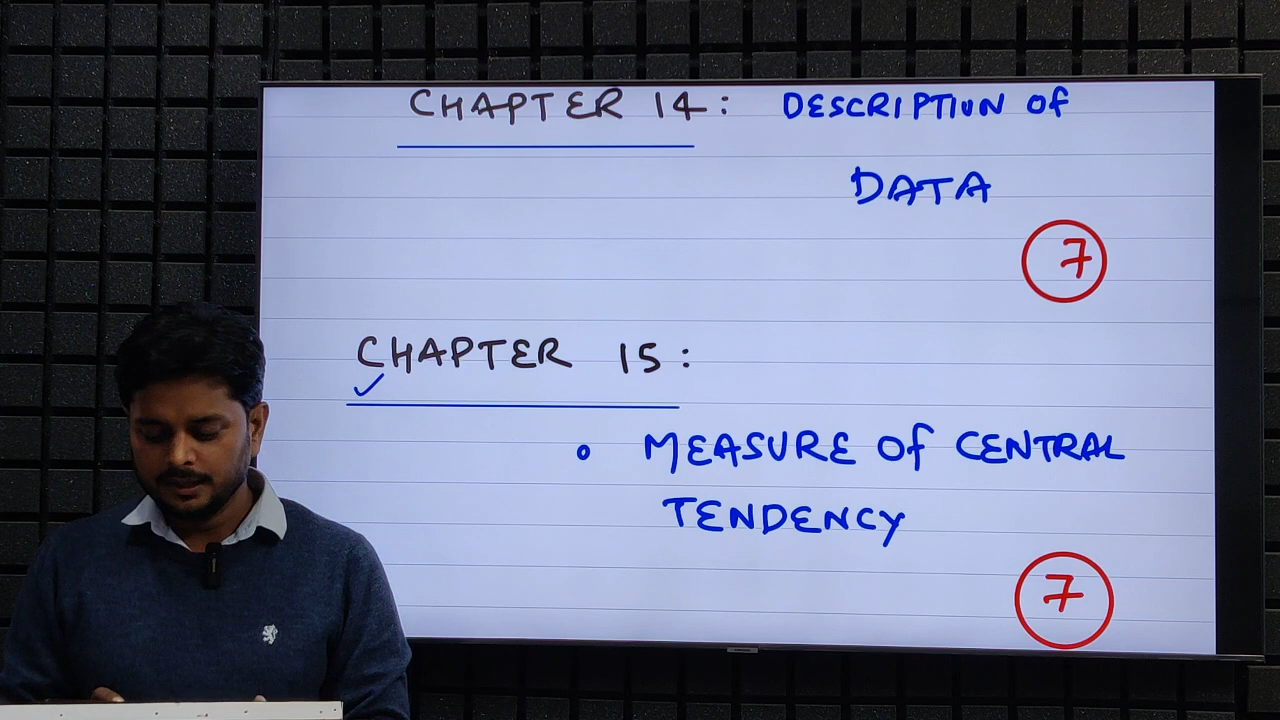 CHAPTER 14: DESCRIPTION OF
DATA
7
CHAPTER 15:
• MEASURE OF CENTRAL
TENDENCY
7